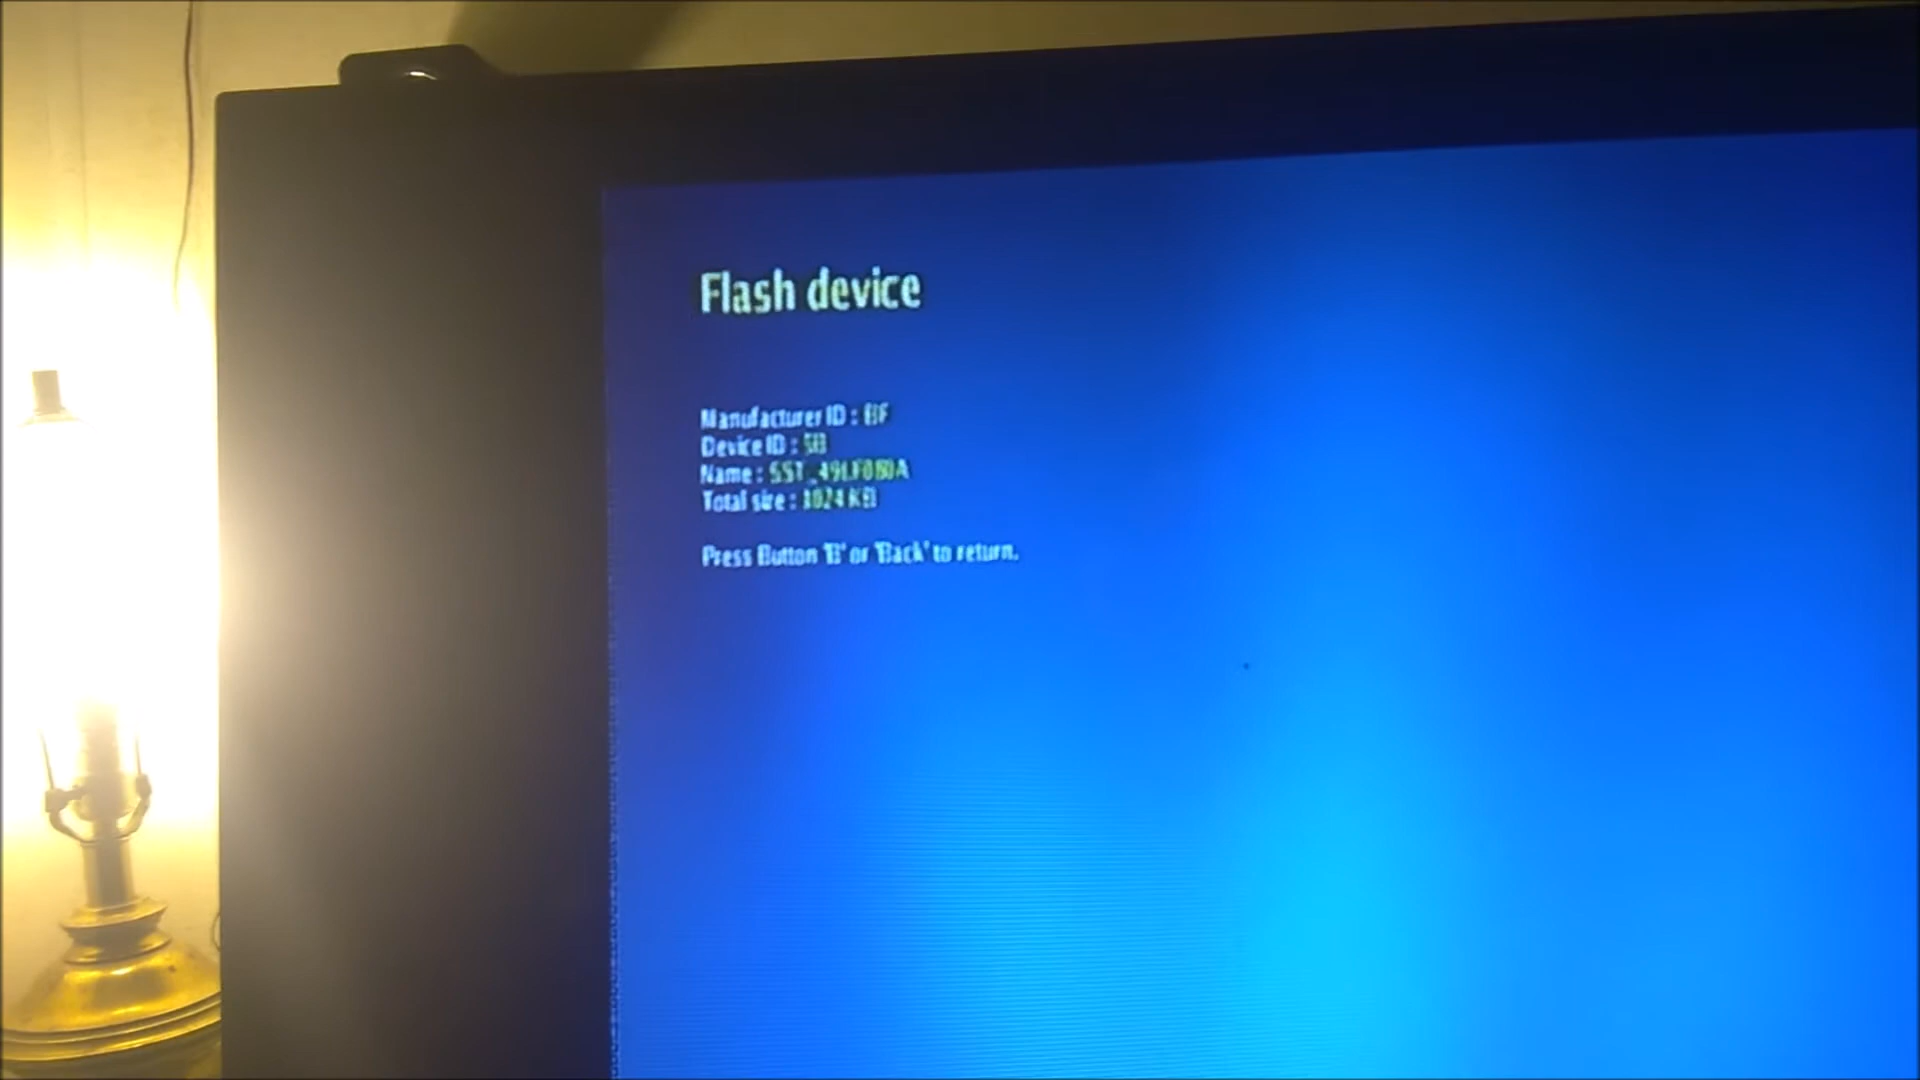 Flash device
Manufacturer ID : BF
Device ID : 5B
Name : SST_49LF080A
Total size : 1024 KB
Press Button 'B' or 'Back' to return.